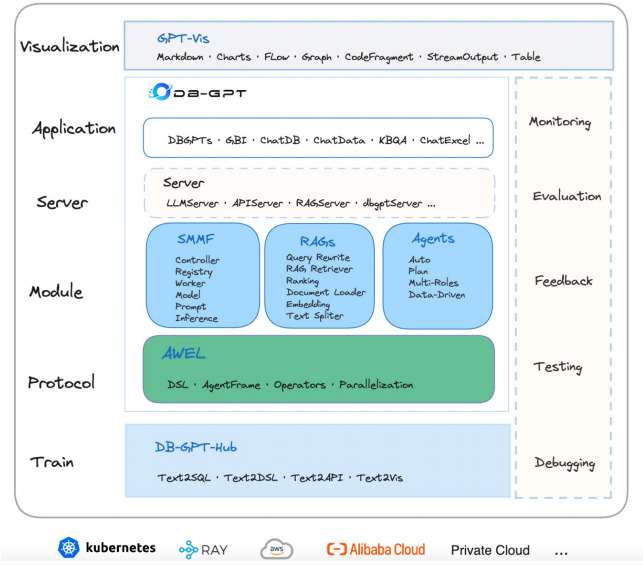 Visualization
GPT-Vis
Markdown · Charts · FLow · Graph · CodeFragment · StreamOutput · Table
DB-GPT
Application
DBGPTs · GBI · ChatDB · ChatData · KBQA · ChatExcel ...
Monitoring
Server
Server
LLMServer · APIServer · RAGServer · dbgptServer ...
Evaluation
Module
SMMF
Controller
Registry
Worker
Model
Prompt
Inference
RAGs
Query Rewrite
RAG Retriever
Ranking
Document Loader
Embedding
Text Spliter
Agents
Auto
Plan
Multi-Roles
Data-Driven
Feedback
Protocol
AWEL
DSL · AgentFrame · Operators · Parallelization
Testing
Train
DB-GPT-Hub
Text2SQL · Text2DSL · Text2API · Text2Vis
Debugging
kubernetes
RAY
aws
Alibaba Cloud
Private Cloud
...